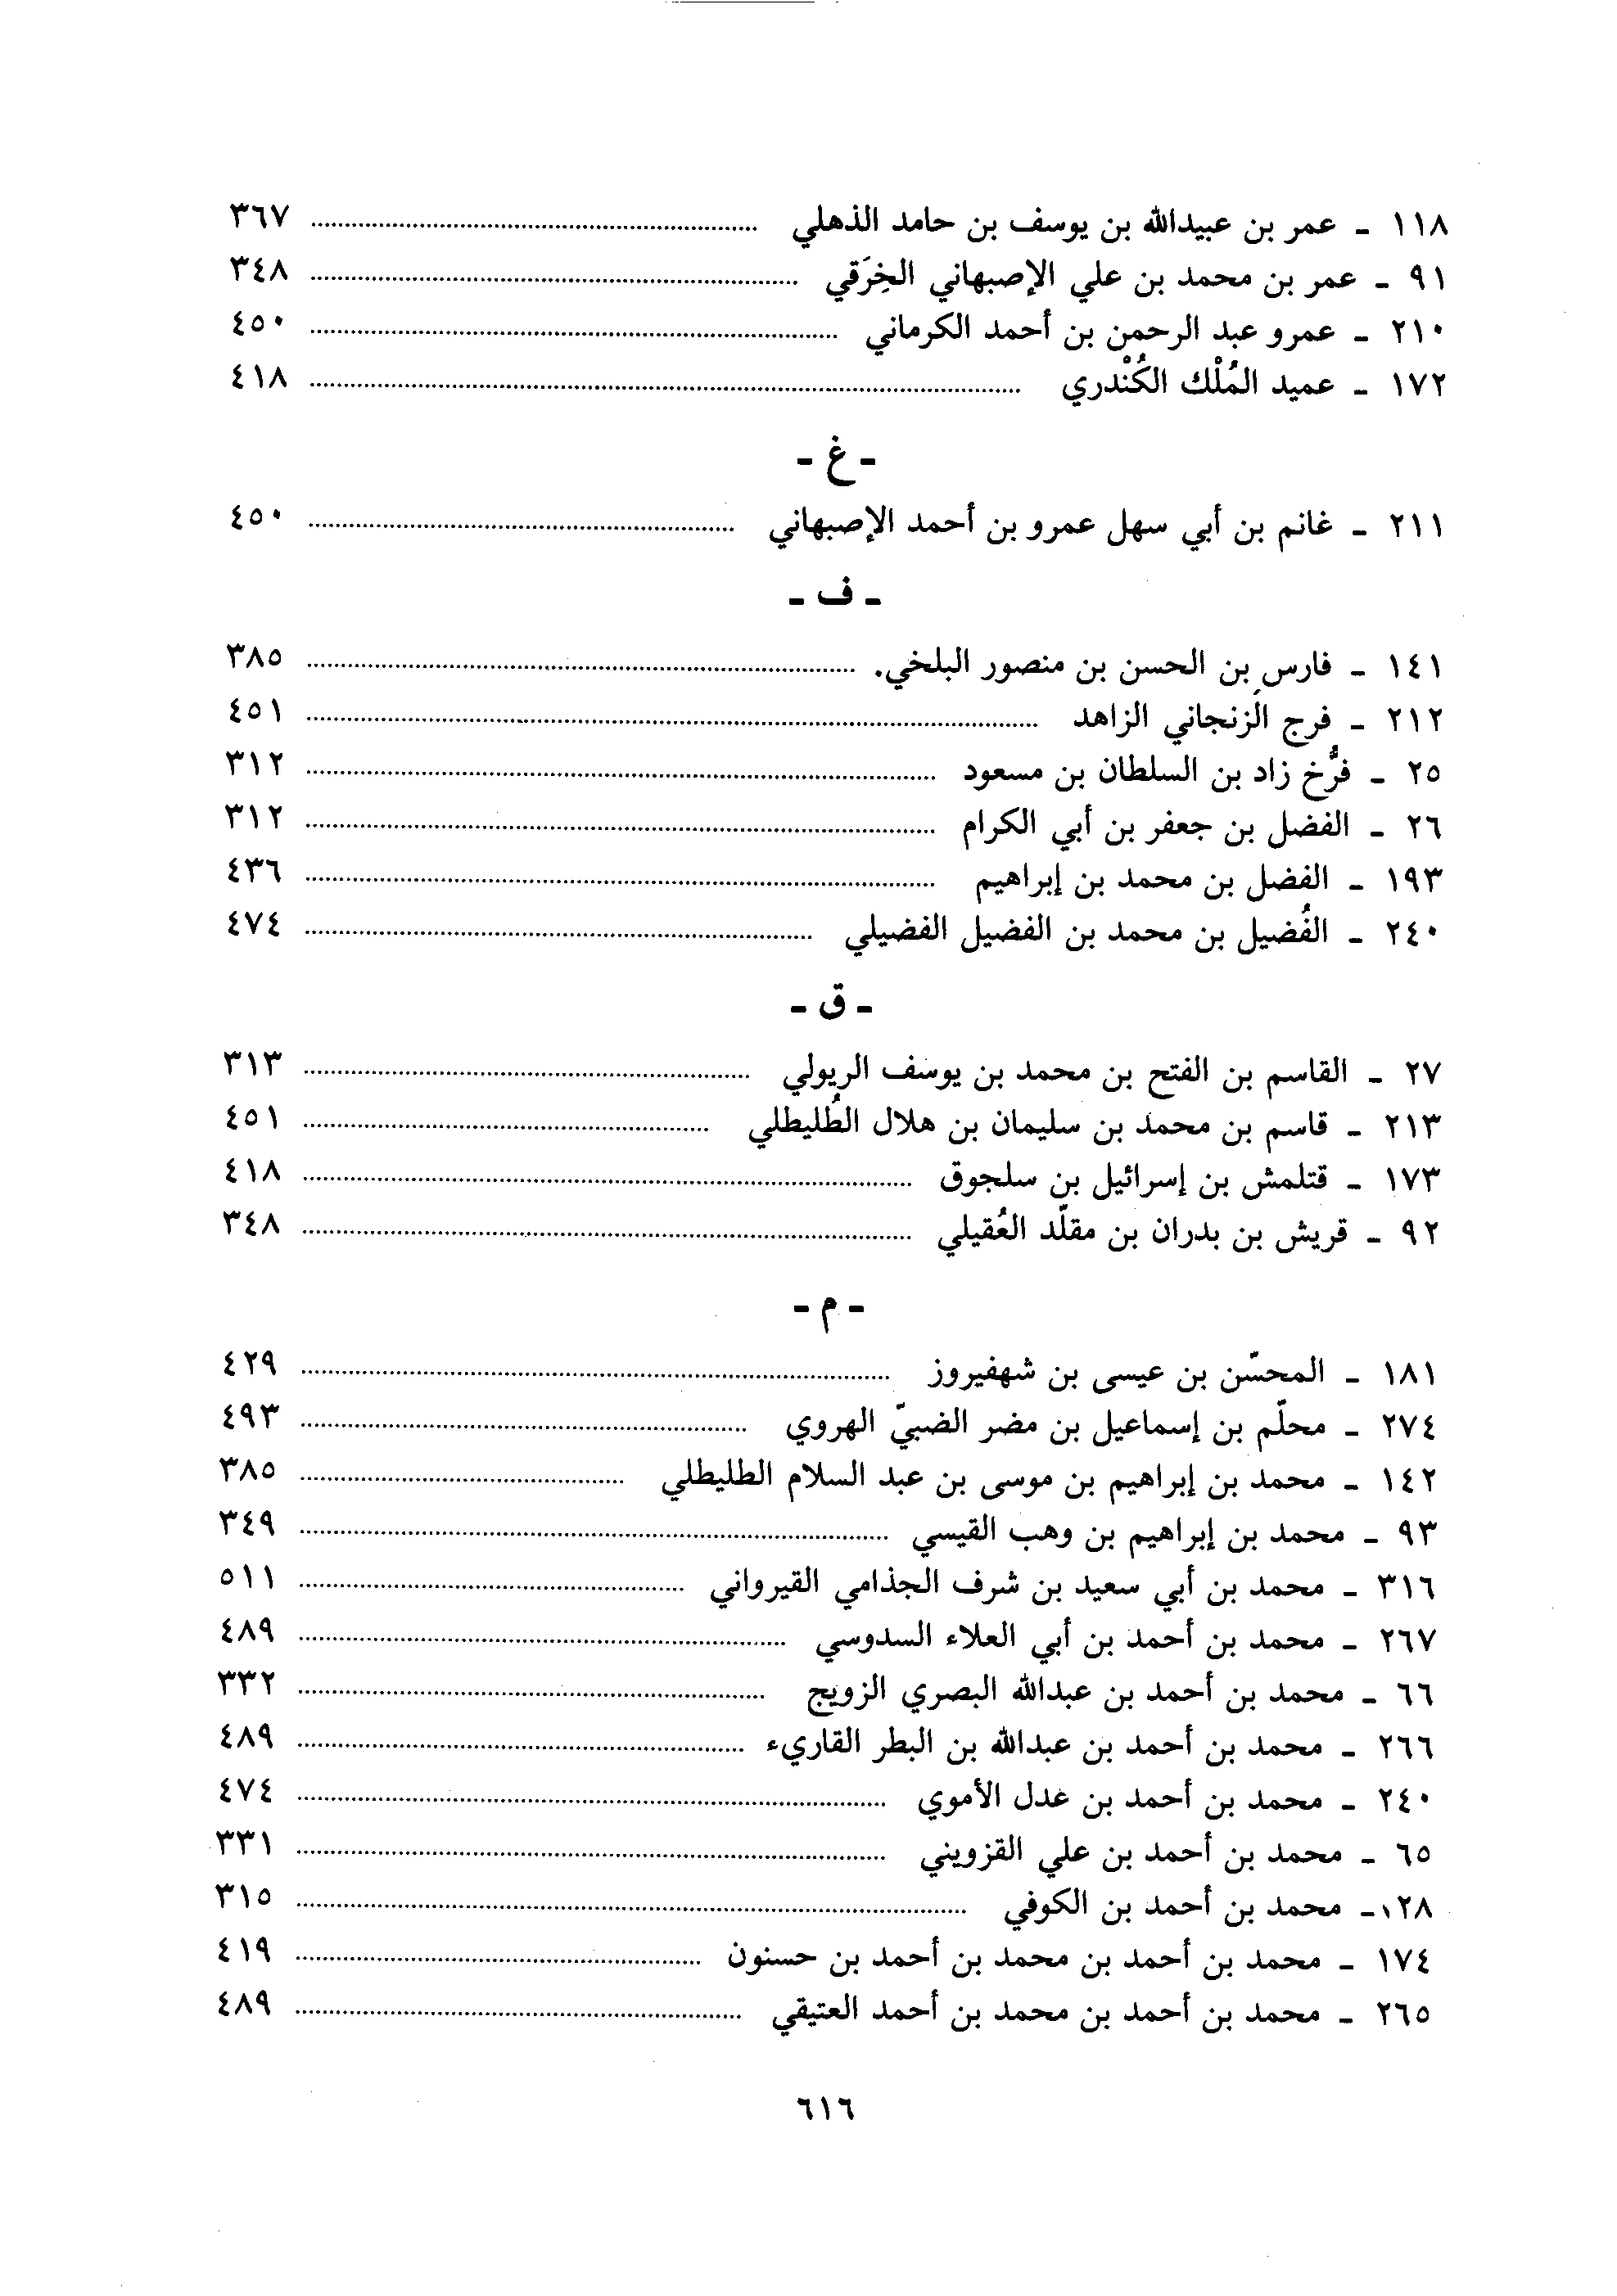 ١١٨ ـ عمر بن عبيدالله بن يوسف بن حامد الذهلي ........ ٣٦٧
٩١ ـ عمر بن محمد بن علي الإصبهاني الخِرَقي ........ ٣٤٨
٢١٠ ـ عمرو عبد الرحمن بن أحمد الكرماني ........ ٤٥٠
١٧٢ ـ عميد المُلْك الكُنْدري ........ ٤١٨
ـ غ ـ
٢١١ ـ غانم بن أبي سهل عمرو بن أحمد الإصبهاني ........ ٤٥٠
ـ ف ـ
١٤١ ـ فارس بن الحسن بن منصور البلخي. ........ ٣٨٥
٢١٢ ـ فرج الزنجاني الزاهد ........ ٤٥١
٢٥ ـ فرُّخ زاد بن السلطان بن مسعود ........ ٣١٢
٢٦ ـ الفضل بن جعفر بن أبي الكرام ........ ٣١٢
١٩٣ ـ الفضل بن محمد بن إبراهيم ........ ٤٣٦
٢٤٠ ـ الفُضيل بن محمد بن الفضيل الفضيلي ........ ٤٧٤
ـ ق ـ
٢٧ ـ القاسم بن الفتح بن محمد بن يوسف الريولي ........ ٣١٣
٢١٣ ـ قاسم بن محمد بن سليمان بن هلال الطُليطلي ........ ٤٥١
١٧٣ ـ قتلمش بن إسرائيل بن سلجوق ........ ٤١٨
٩٢ ـ قريش بن بدران بن مقلّد العُقيلي ........ ٣٤٨
ـ م ـ
١٨١ ـ المحسّن بن عيسى بن شهفيروز ........ ٤٢٩
٢٧٤ ـ محلّم بن إسماعيل بن مضر الضبيّ الهروي ........ ٤٩٣
١٤٢ ـ محمد بن إبراهيم بن موسى بن عبد السلام الطليطلي ........ ٣٨٥
٩٣ ـ محمد بن إبراهيم بن وهب القيسي ........ ٣٤٩
٣١٦ ـ محمد بن أبي سعيد بن شرف الجذامي القيرواني ........ ٥١١
٢٦٧ ـ محمد بن أحمد بن أبي العلاء السدوسي ........ ٤٨٩
٦٦ ـ محمد بن أحمد بن عبدالله البصري الزويج ........ ٣٣٢
٢٦٦ ـ محمد بن أحمد بن عبدالله بن البطر القاريء ........ ٤٨٩
٢٤٠ ـ محمد بن أحمد بن عدل الأموي ........ ٤٧٤
٦٥ ـ محمد بن أحمد بن علي القزويني ........ ٣٣١
٢٨ ـ محمد بن أحمد بن الكوفي ........ ٣١٥
١٧٤ ـ محمد بن أحمد بن محمد بن أحمد بن حسنون ........ ٤١٩
٢٦٥ ـ محمد بن أحمد بن محمد بن أحمد العتيقي ........ ٤٨٩
٦١٦